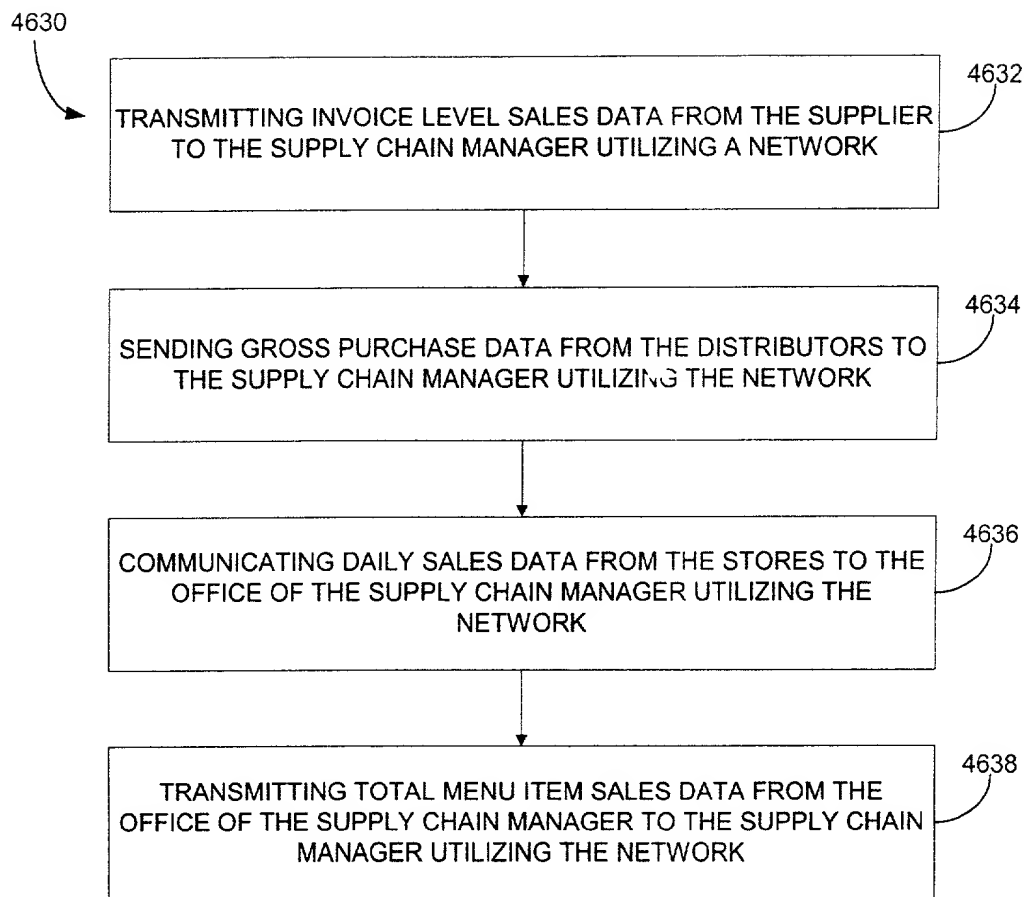 4630
4632
TRANSMITTING INVOICE LEVEL SALES DATA FROM THE SUPPLIER
TO THE SUPPLY CHAIN MANAGER UTILIZING A NETWORK
4634
SENDING GROSS PURCHASE DATA FROM THE DISTRIBUTORS TO
THE SUPPLY CHAIN MANAGER UTILIZING THE NETWORK
4636
COMMUNICATING DAILY SALES DATA FROM THE STORES TO THE
OFFICE OF THE SUPPLY CHAIN MANAGER UTILIZING THE
NETWORK
4638
TRANSMITTING TOTAL MENU ITEM SALES DATA FROM THE
OFFICE OF THE SUPPLY CHAIN MANAGER TO THE SUPPLY CHAIN
MANAGER UTILIZING THE NETWORK